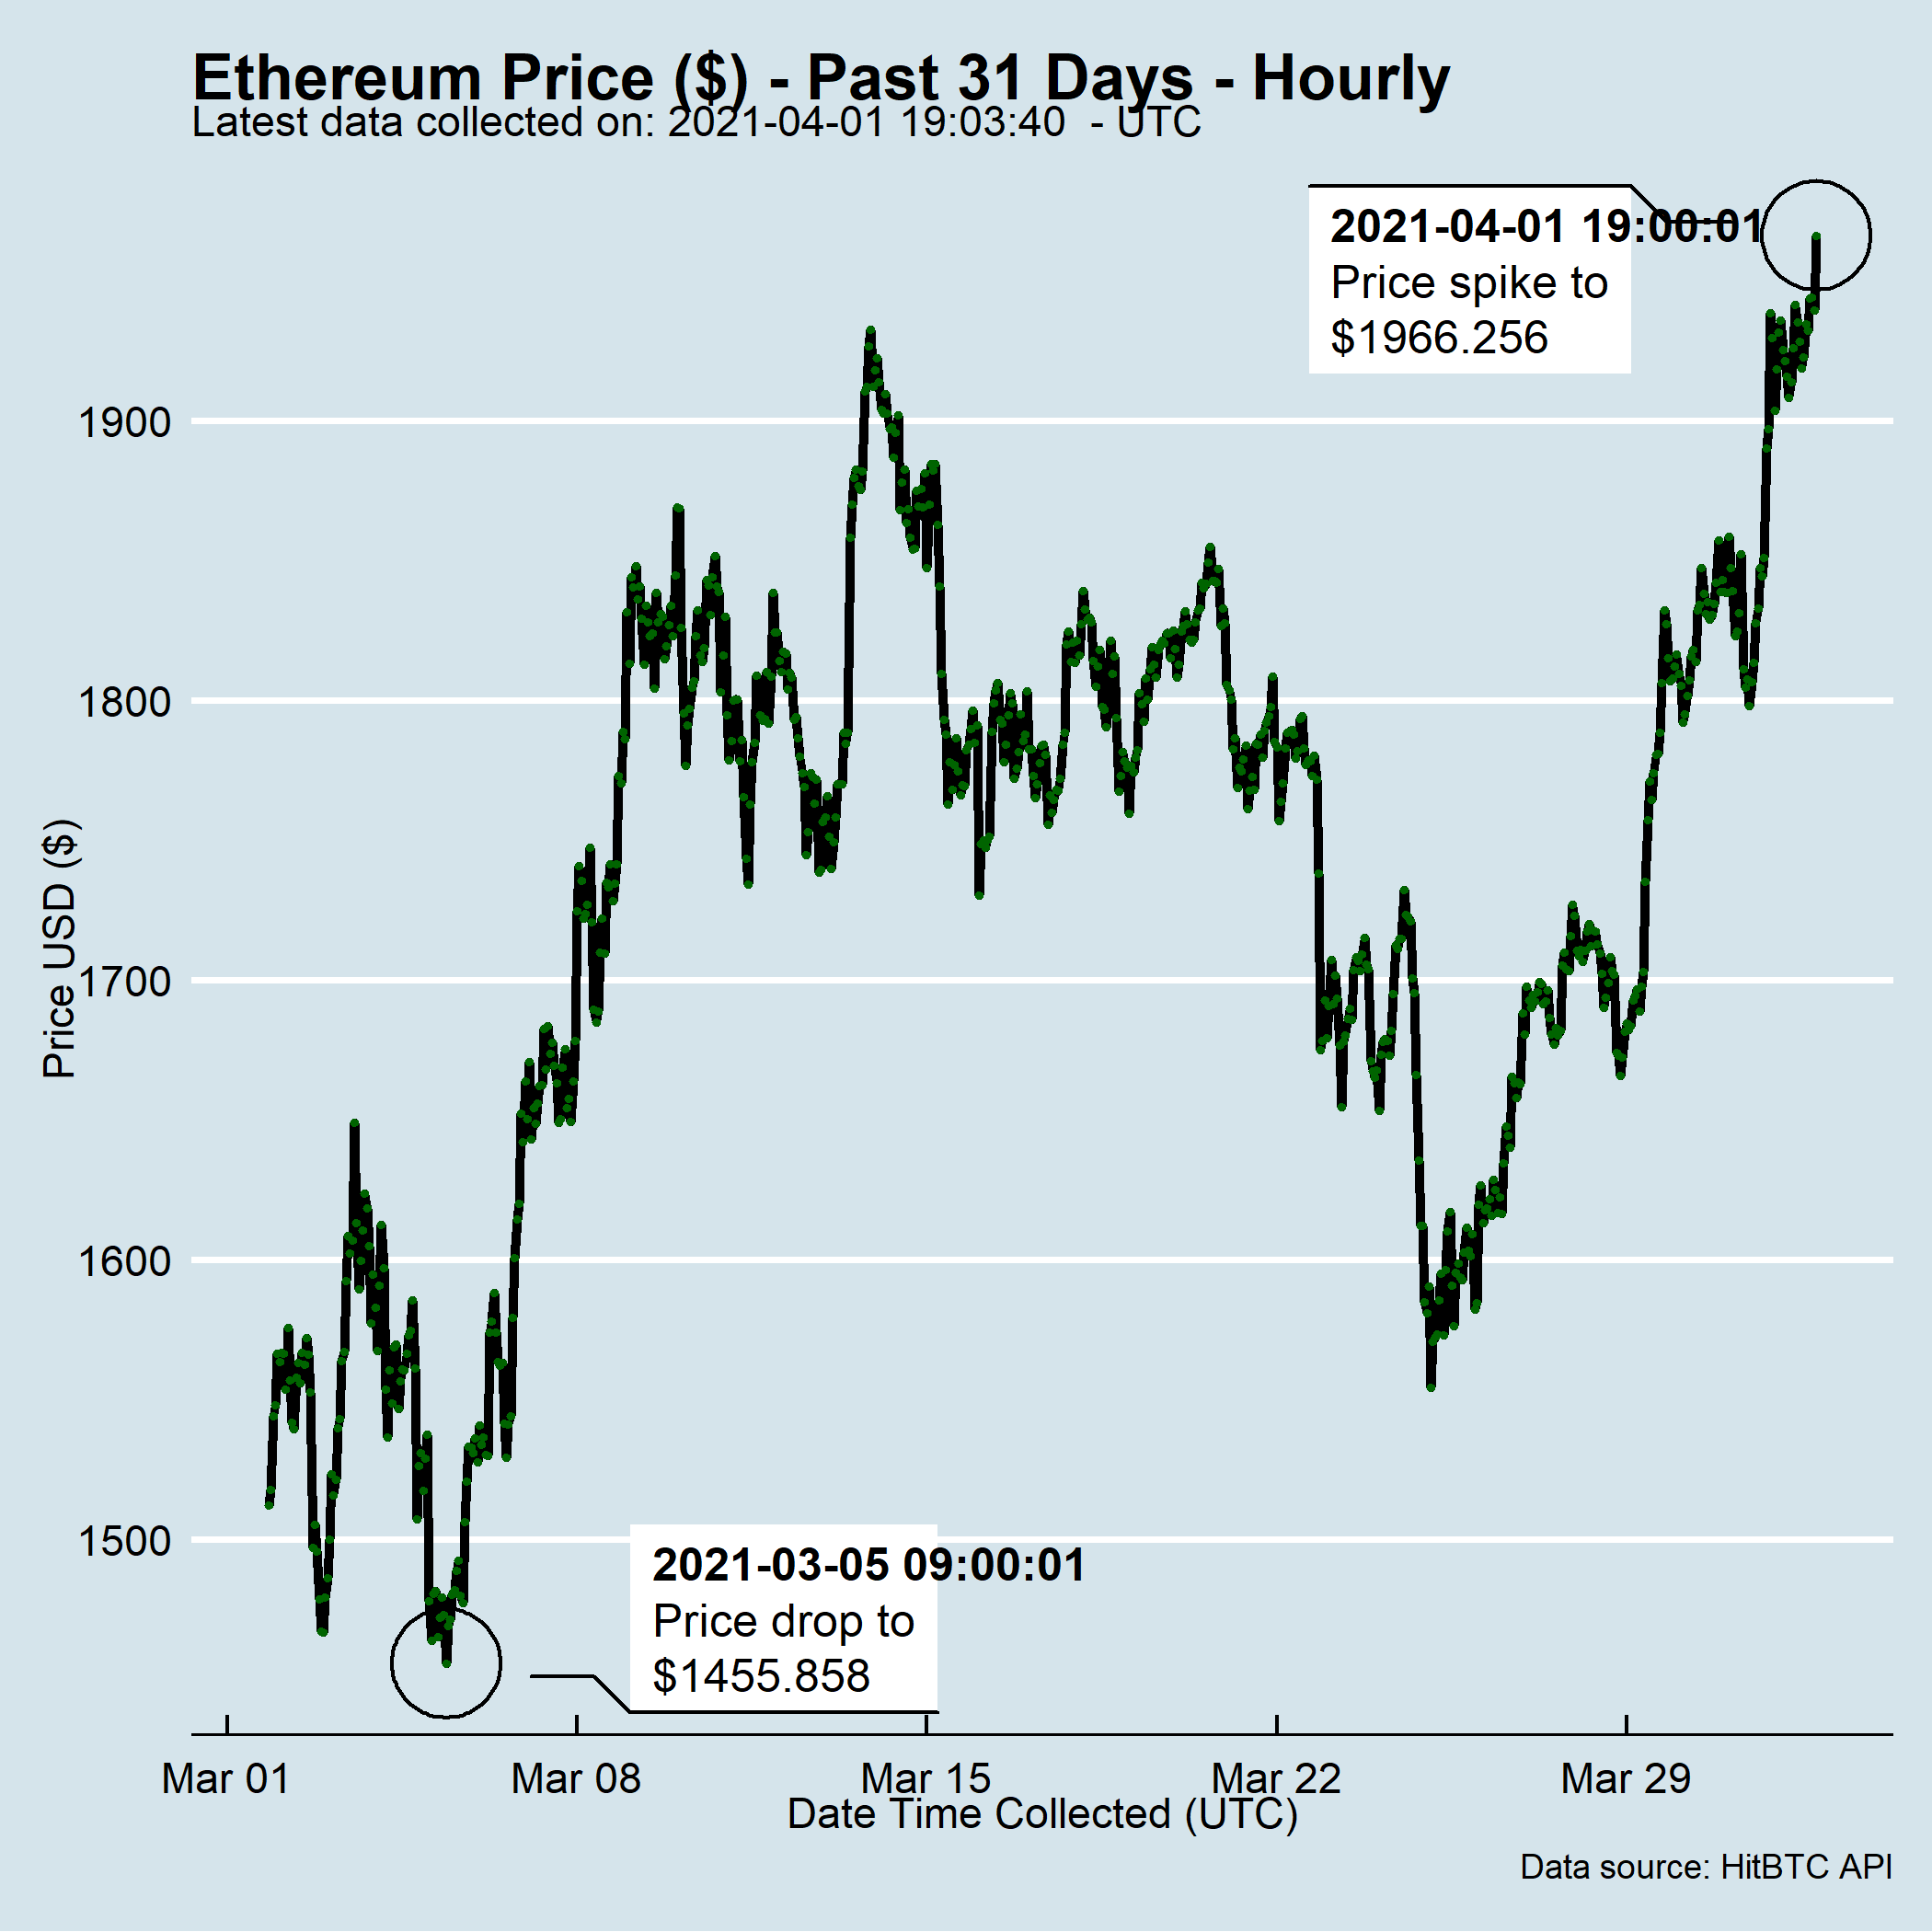 Ethereum Price ($) - Past 31 Days - Hourly
Latest data collected on: 2021-04-01 19:03:40  - UTC
2021-04-01 19:00:01
Price spike to
$1966.256
1900
1800
1700
1600
1500
Price USD ($)
2021-03-05 09:00:01
Price drop to
$1455.858
Mar 01
Mar 08
Mar 15
Mar 22
Mar 29
Date Time Collected (UTC)
Data source: HitBTC API